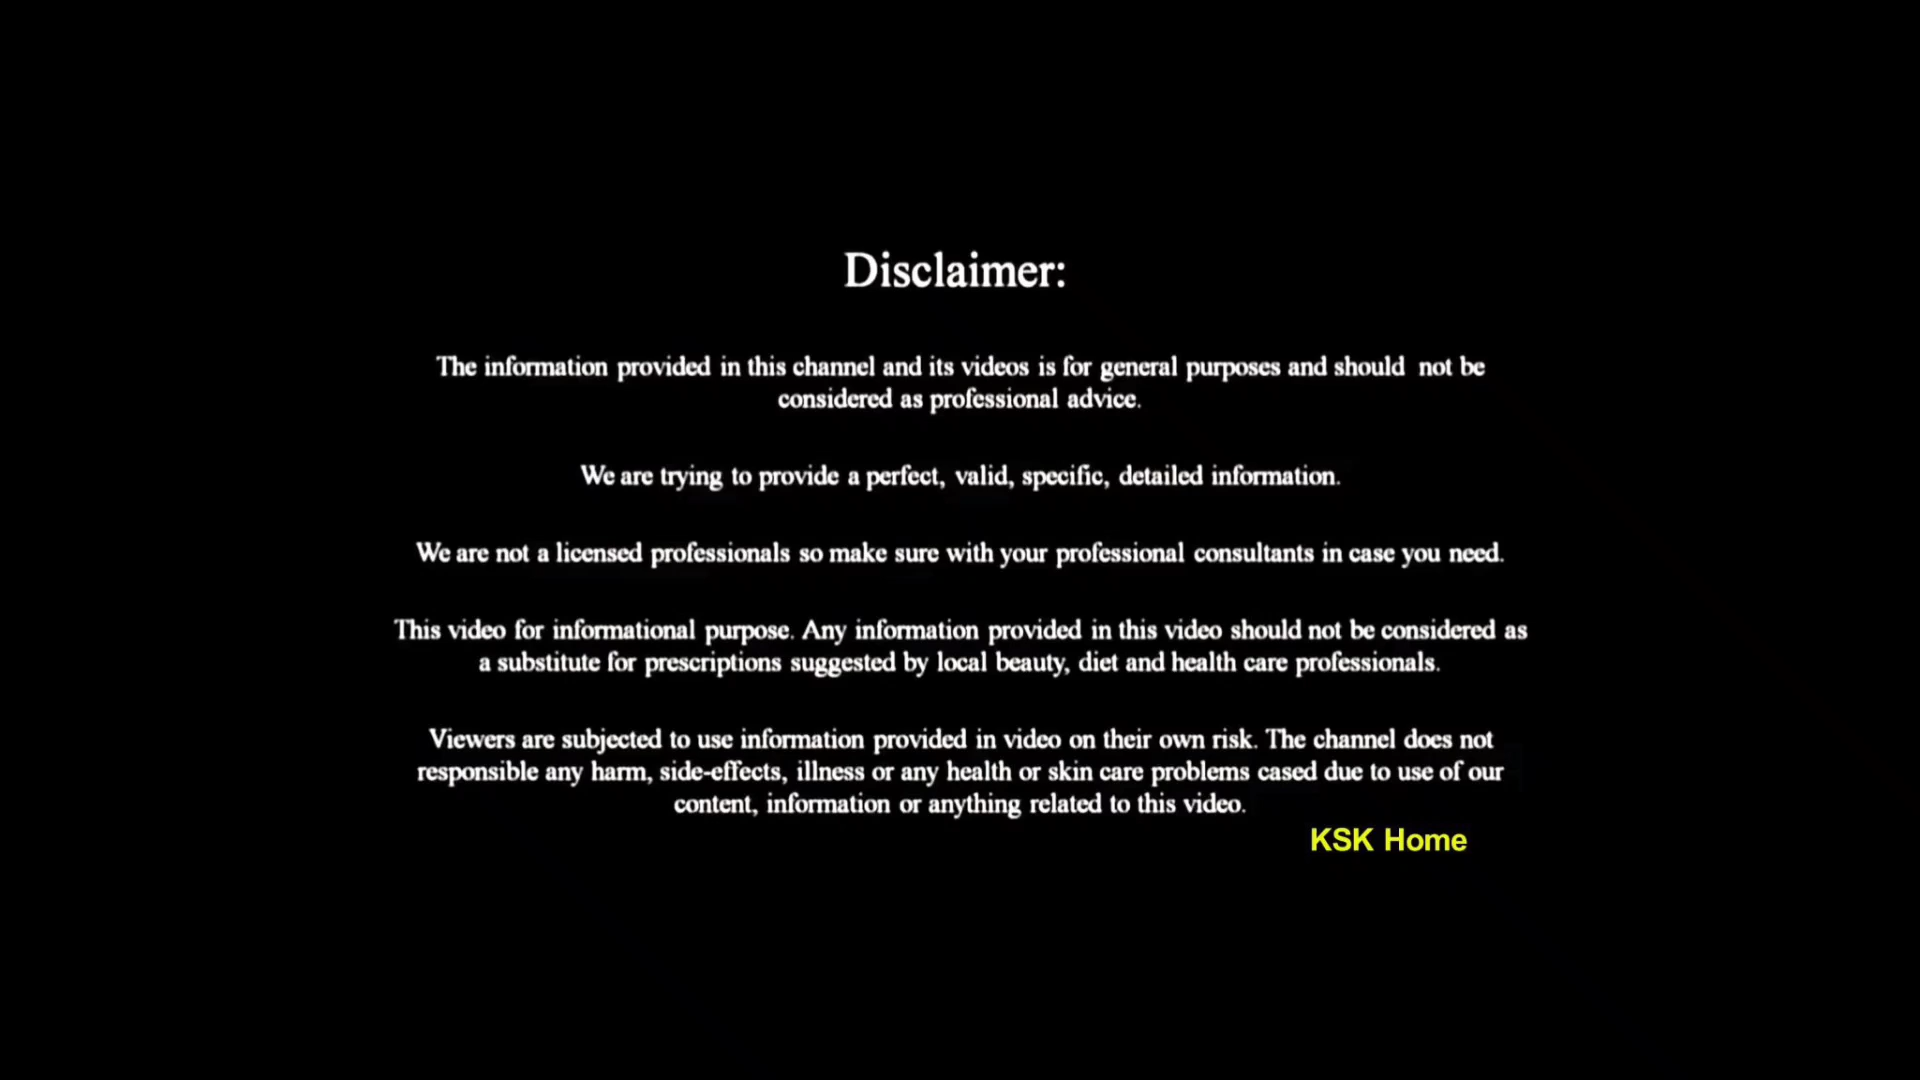 Disclaimer:
The information provided in this channel and its videos is for general purposes and should not be
considered as professional advice.
We are trying to provide a perfect, valid, specific, detailed information.
We are not a licensed professionals so make sure with your professional consultants in case you need.
This video for informational purpose. Any information provided in this video should not be considered as
a substitute for prescriptions suggested by local beauty, diet and health care professionals.
Viewers are subjected to use information provided in video on their own risk. The channel does not
responsible any harm, side-effects, illness or any health or skin care problems cased due to use of our
content, information or anything related to this video.
KSK Home